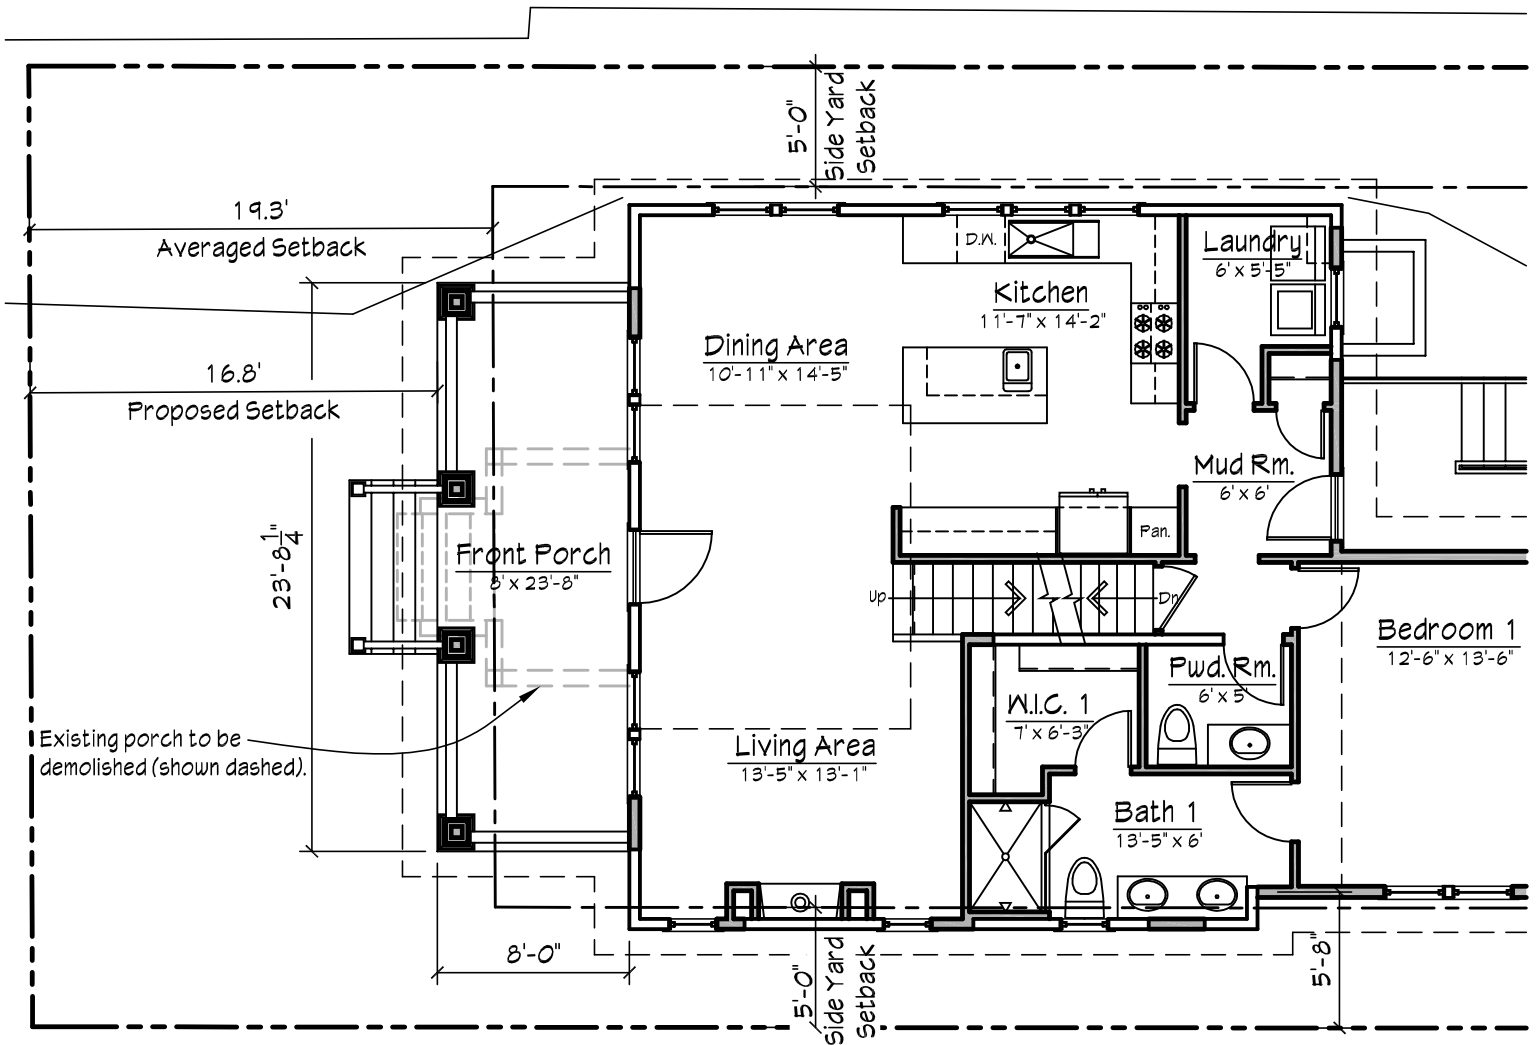 5'-0"
Side Yard
Setback
19.3'
Averaged Setback
D.W.
Laundry
6' x 5'-5"
Kitchen
11'-7" x 14'-2"
Dining Area
10'-11" x 14'-5"
16.8'
Proposed Setback
Mud Rm.
6' x 6'
Pan.
23'-8 1/4"
Front Porch
8' x 23'-8"
Up
Dn
Bedroom 1
12'-6" x 13'-6"
Pwd. Rm.
6' x 5'
W.I.C. 1
7' x 6'-3"
Existing porch to be
demolished (shown dashed).
Living Area
13'-5" x 13'-1"
Bath 1
13'-5" x 6'
8'-0"
5'-0"
Side Yard
Setback
5'-8"